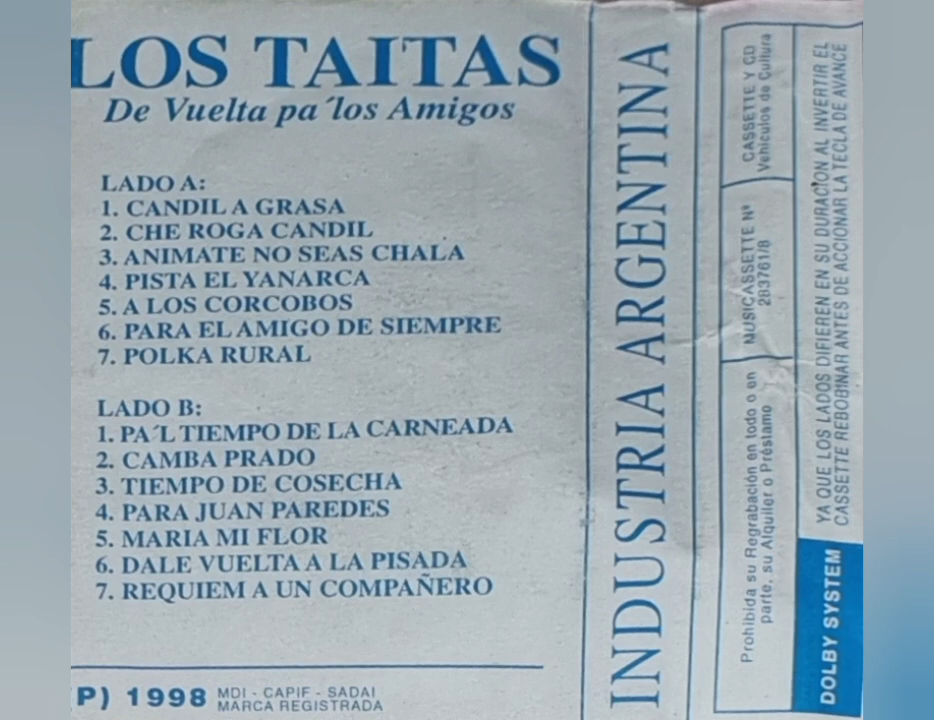 LOS TAITAS
De Vuelta pa´los Amigos
LADO A:
1. CANDIL A GRASA
2. CHE ROGA CANDIL
3. ANIMATE NO SEAS CHALA
4. PISTA EL YANARCA
5. A LOS CORCOBOS
6. PARA EL AMIGO DE SIEMPRE
7. POLKA RURAL
LADO B:
1. PA´L TIEMPO DE LA CARNEADA
2. CAMBA PRADO
3. TIEMPO DE COSECHA
4. PARA JUAN PAREDES
5. MARIA MI FLOR
6. DALE VUELTA A LA PISADA
7. REQUIEM A UN COMPAÑERO
P) 1998 MDI - CAPIF - SADAI
MARCA REGISTRADA
INDUSTRIA ARGENTINA
Prohibida su Regrabación en todo o en
parte, su Alquiler o Préstamo
MUSICASSETTE Nº
283761/8
CASSETTE Y CD
Vehículos de Cultura
DOLBY SYSTEM
YA QUE LOS LADOS DIFIEREN EN SU DURACION AL INVERTIR EL
CASSETTE REBOBINAR ANTES DE ACCIONAR LA TECLA DE AVANCE